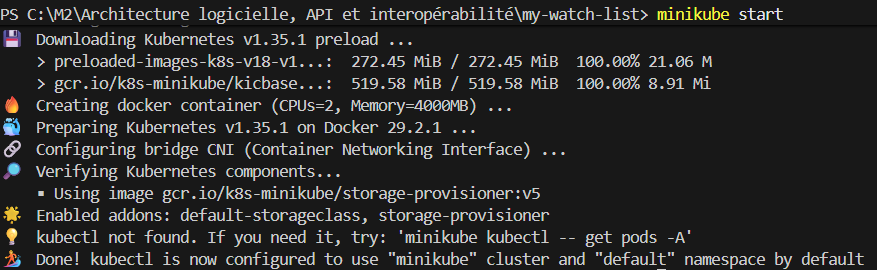 PS C:\M2\Architecture logicielle, API et interopérabilité\my-watch-list> minikube start
💾 Downloading Kubernetes v1.35.1 preload ...
> preloaded-images-k8s-v18-v1...: 272.45 MiB / 272.45 MiB 100.00% 21.06 M
> gcr.io/k8s-minikube/kicbase...: 519.58 MiB / 519.58 MiB 100.00% 8.91 Mi
🔥 Creating docker container (CPUs=2, Memory=4000MB) ...
🐳 Preparing Kubernetes v1.35.1 on Docker 29.2.1 ...
🔗 Configuring bridge CNI (Container Networking Interface) ...
🔎 Verifying Kubernetes components...
▪ Using image gcr.io/k8s-minikube/storage-provisioner:v5
🌟 Enabled addons: default-storageclass, storage-provisioner
💡 kubectl not found. If you need it, try: 'minikube kubectl -- get pods -A'
🏄 Done! kubectl is now configured to use "minikube" cluster and "default" namespace by default